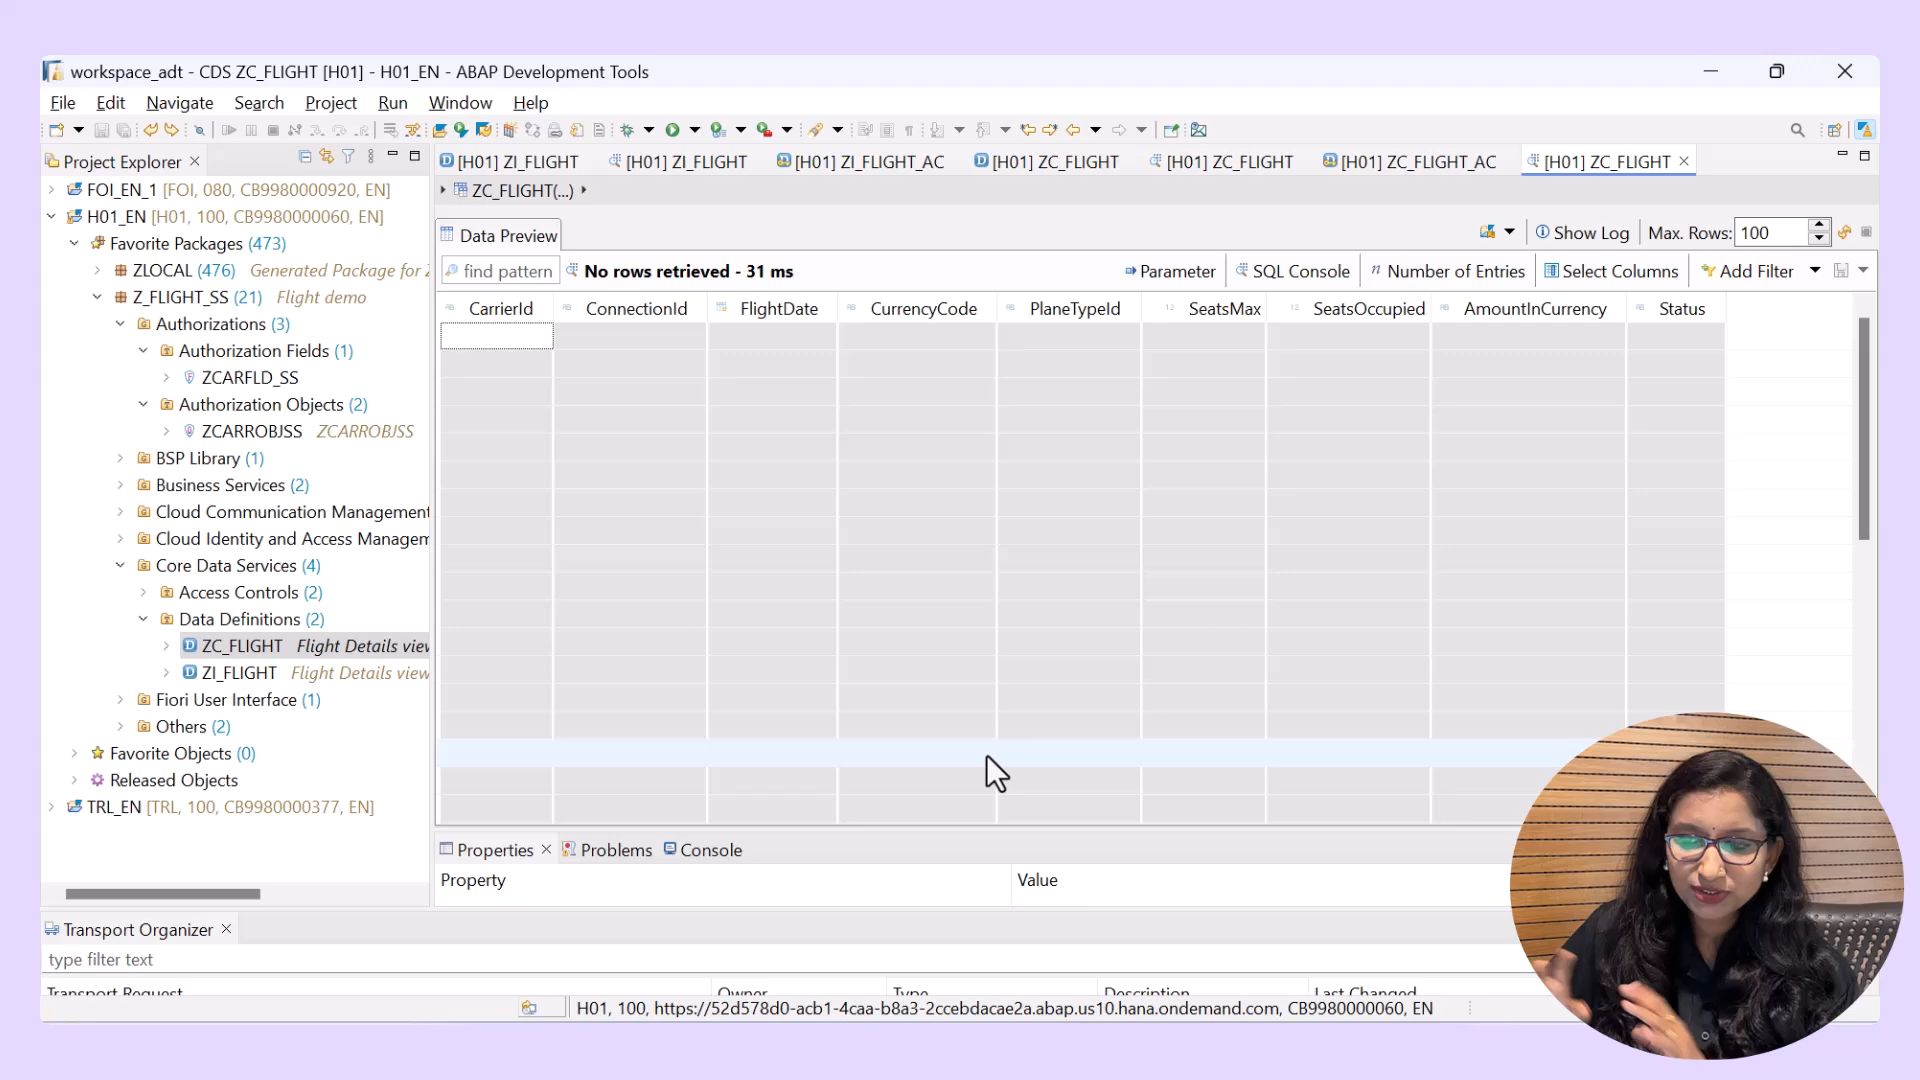 workspace_adt - CDS ZC_FLIGHT [H01] - H01_EN - ABAP Development Tools
File Edit Navigate Search Project Run Window Help
Project Explorer
[H01] ZI_FLIGHT [H01] ZI_FLIGHT [H01] ZI_FLIGHT_AC [H01] ZC_FLIGHT [H01] ZC_FLIGHT [H01] ZC_FLIGHT_AC [H01] ZC_FLIGHT
FOI_EN_1 [FOI, 080, CB9980000920, EN]
H01_EN [H01, 100, CB9980000060, EN]
Favorite Packages (473)
ZLOCAL (476) Generated Package for
Z_FLIGHT_SS (21) Flight demo
Authorizations (3)
Authorization Fields (1)
ZCARFLD_SS
Authorization Objects (2)
ZCARROBJSS ZCARROBJSS
BSP Library (1)
Business Services (2)
Cloud Communication Management
Cloud Identity and Access Managem
Core Data Services (4)
Access Controls (2)
Data Definitions (2)
ZC_FLIGHT Flight Details view
ZI_FLIGHT Flight Details view
Fiori User Interface (1)
Others (2)
Favorite Objects (0)
Released Objects
TRL_EN [TRL, 100, CB9980000377, EN]
ZC_FLIGHT(...)
Data Preview
Show Log Max. Rows: 100
find pattern No rows retrieved - 31 ms Parameter SQL Console Number of Entries Select Columns Add Filter
CarrierId ConnectionId FlightDate CurrencyCode PlaneTypeId SeatsMax SeatsOccupied AmountInCurrency Status
Properties Problems Console
Property Value
Transport Organizer
type filter text
Transport Request Owner Type Description Last Changed
H01, 100, https://52d578d0-acb1-4caa-b8a3-2ccebdacae2a.abap.us10.hana.ondemand.com, CB9980000060, EN